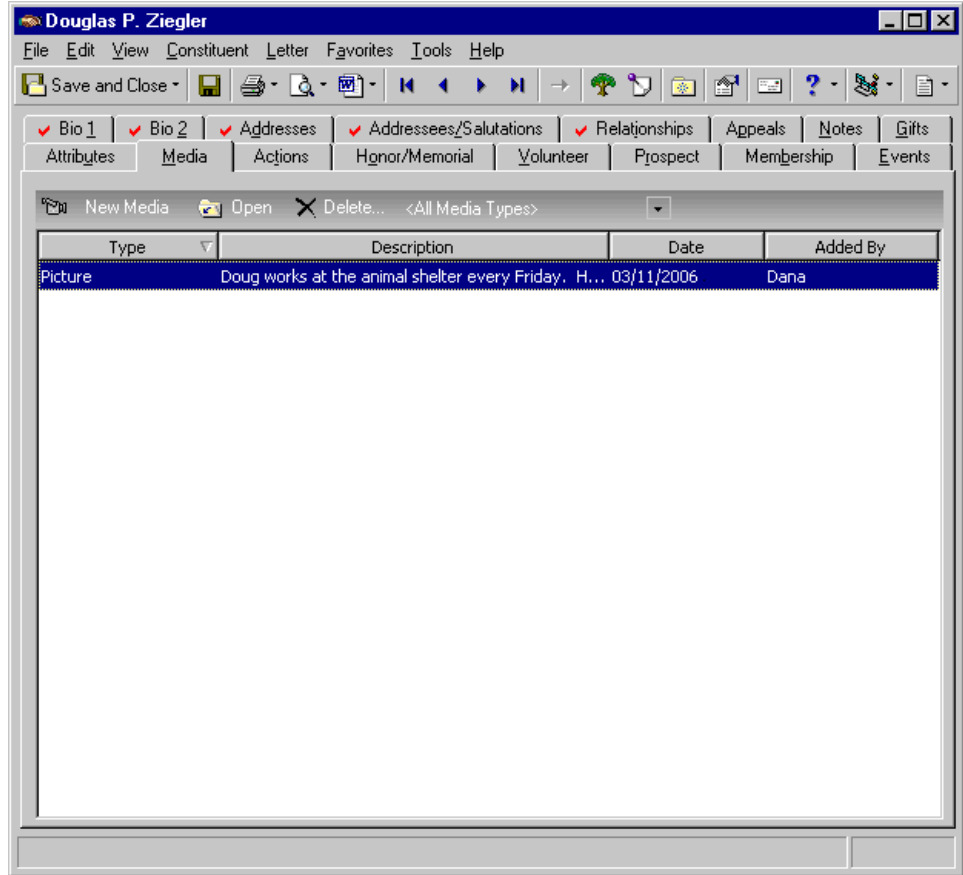 Douglas P. Ziegler
File Edit View Constituent Letter Favorites Tools Help
Save and Close
Bio 1 Bio 2 Addresses Addressees/Salutations Relationships Appeals Notes Gifts
Attributes Media Actions Honor/Memorial Volunteer Prospect Membership Events
New Media Open Delete... <All Media Types>
Type Description Date Added By
Picture Doug works at the animal shelter every Friday. H... 03/11/2006 Dana